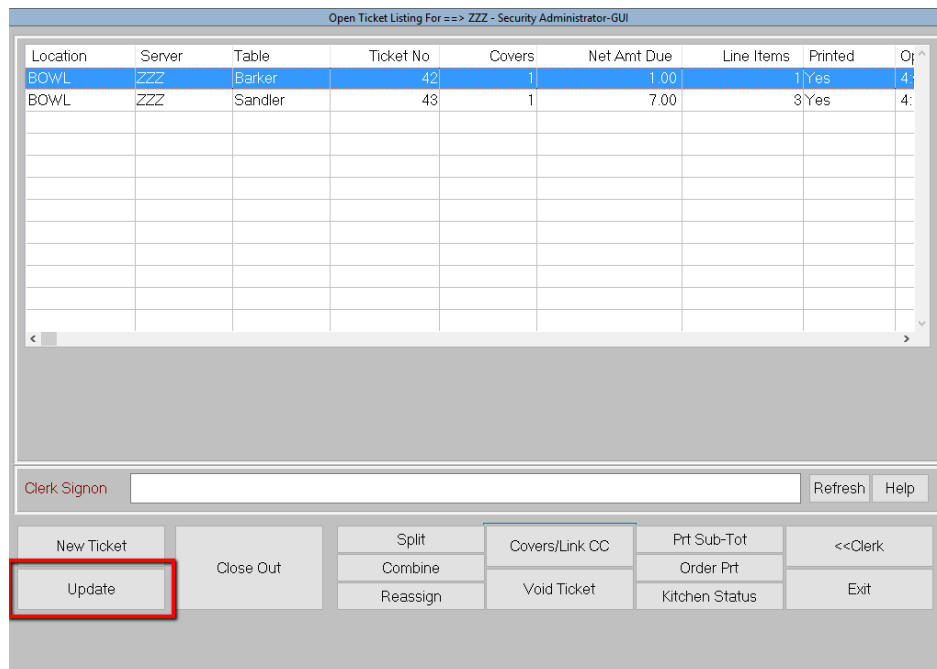 Open Ticket Listing For ==> ZZZ - Security Administrator-GUI
Location Server Table Ticket No Covers Net Amt Due Line Items Printed
BOWL ZZZ Barker 42 1 1.00 1 Yes 4:
BOWL ZZZ Sandler 43 1 7.00 3 Yes 4:
Clerk Signon Refresh Help
New Ticket Close Out Split Covers/Link CC Prt Sub-Tot <<Clerk
Combine Order Prt
Update Reassign Void Ticket Kitchen Status Exit